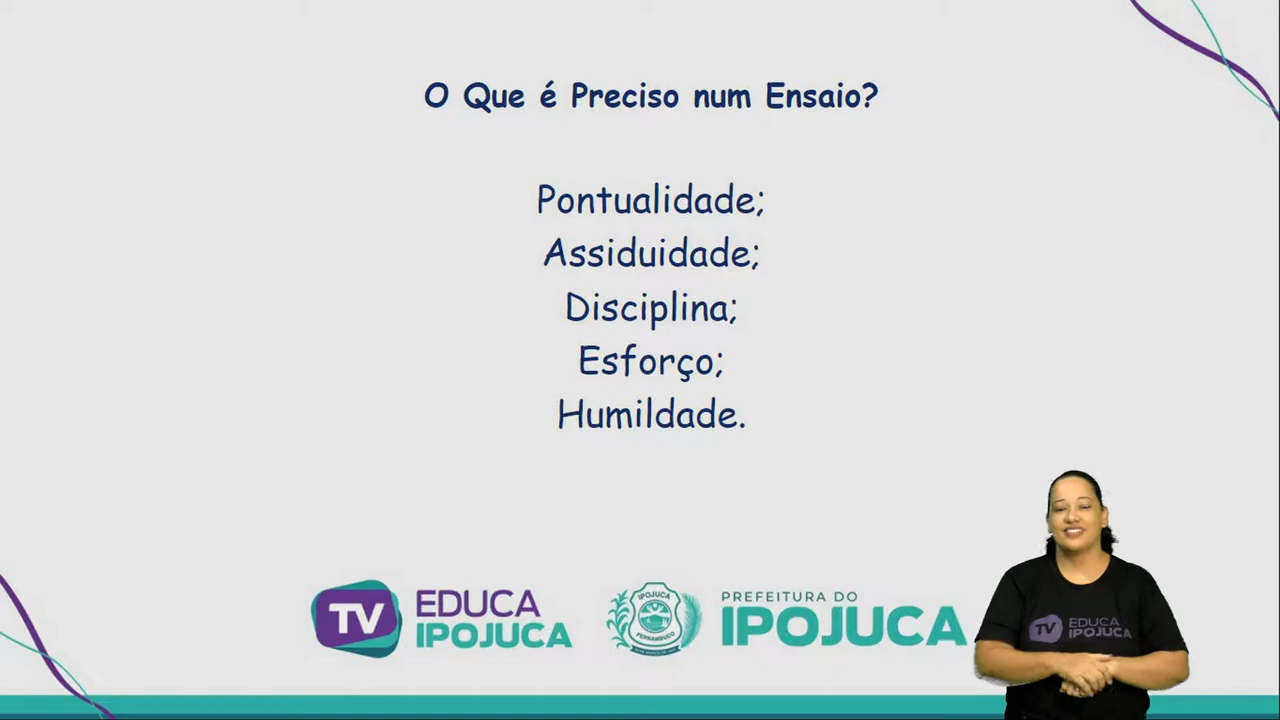 O Que é Preciso num Ensaio?
Pontualidade;
Assiduidade;
Disciplina;
Esforço;
Humildade.
TV EDUCA IPOJUCA
IPOJUCA
PERNAMBUCO
PREFEITURA DO
IPOJUCA
TV EDUCA IPOJUCA